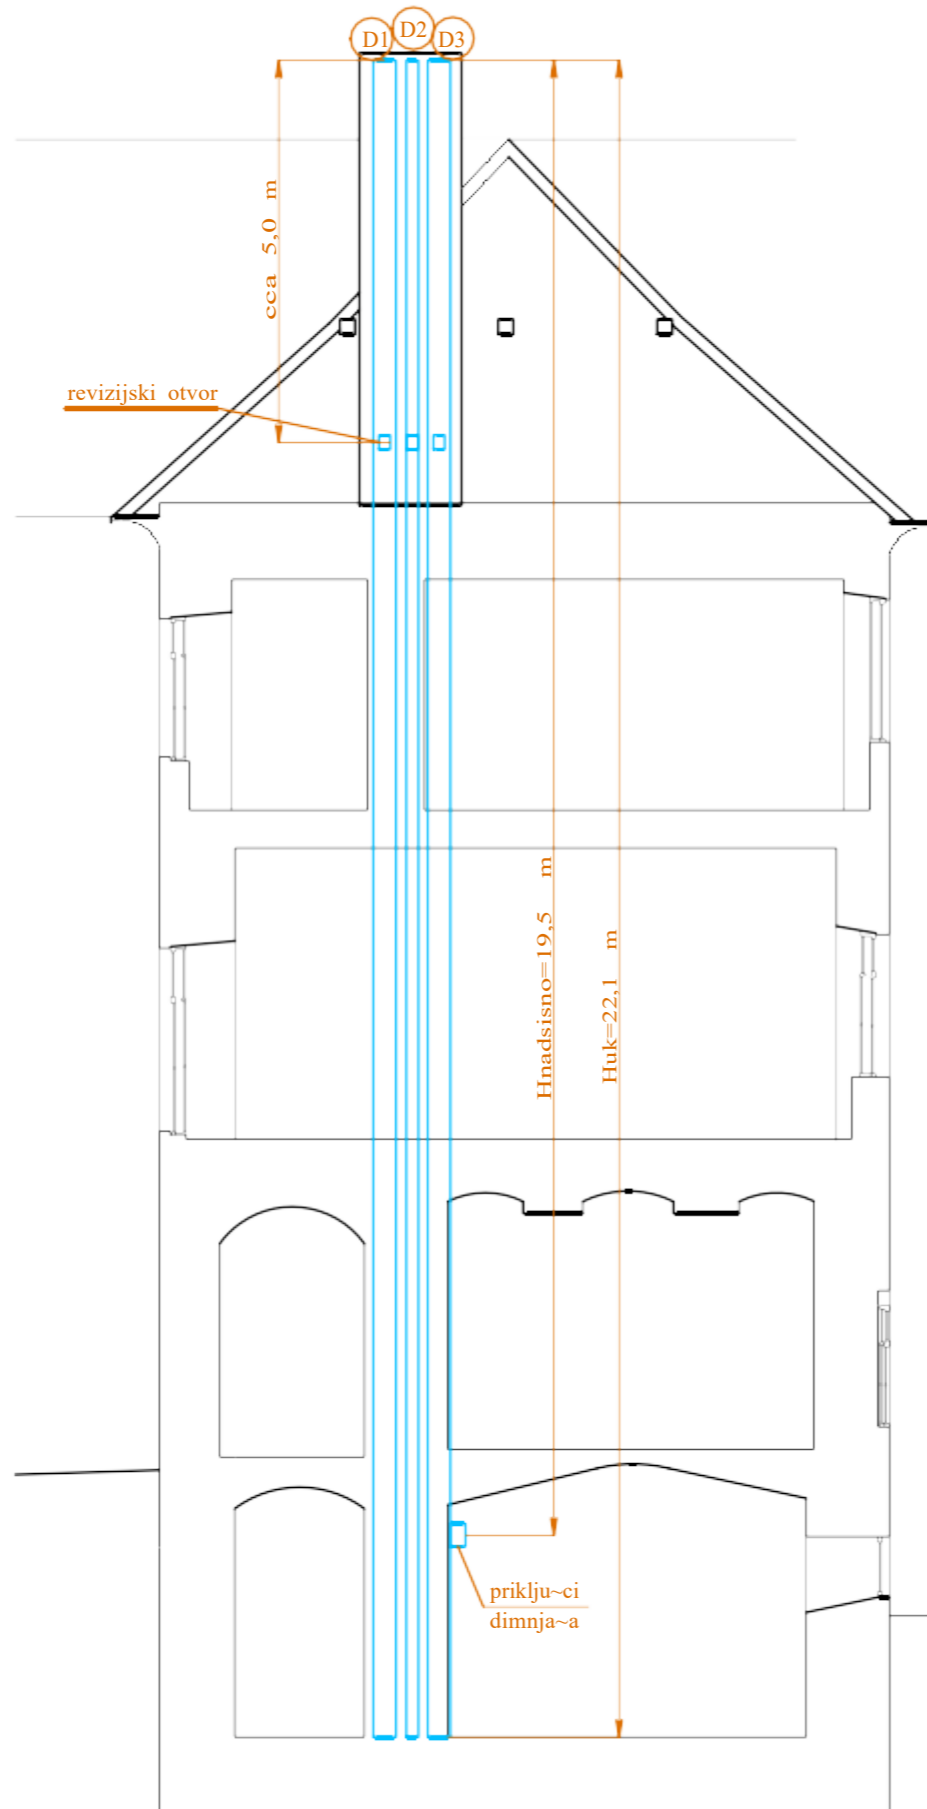 D1
D2
D3
cca 5,0 m
revizijski otvor
Hnadsisno=19,5 m
Huk=22,1 m
priklju~ci
dimnja~a